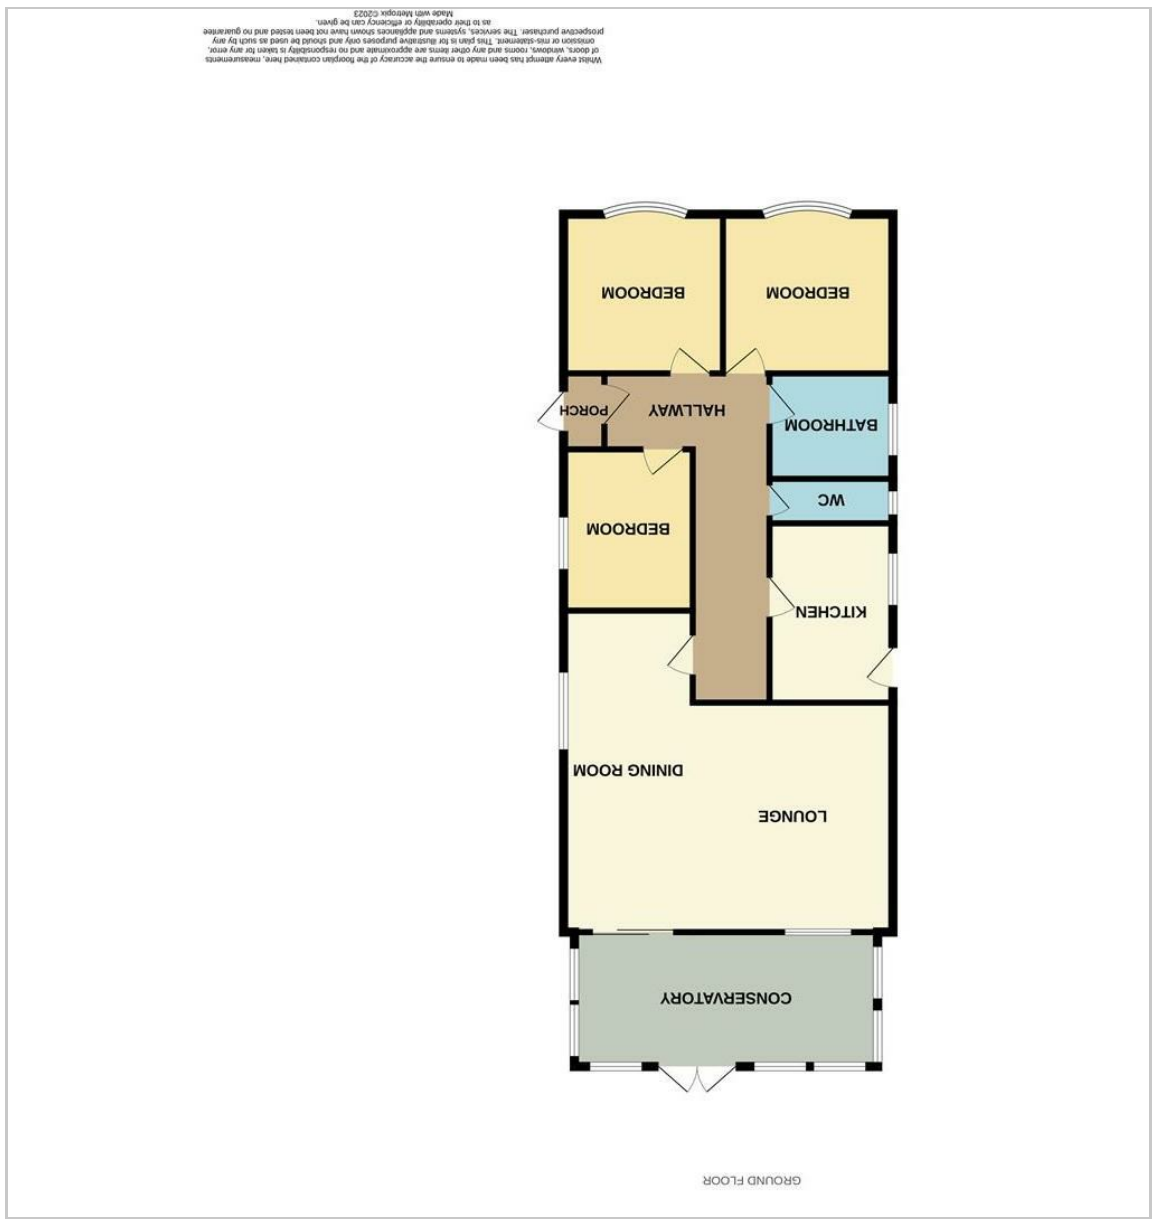 GROUND FLOOR
CONSERVATORY
LOUNGE
DINING ROOM
KITCHEN
BEDROOM
WC
BATHROOM
HALLWAY
PORCH
BEDROOM
BEDROOM
Whilst every attempt has been made to ensure the accuracy of the floorplan contained here, measurements
of doors, windows, rooms and any other items are approximate and no responsibility is taken for any error,
omission or mis-statement. This plan is for illustrative purposes only and should be used as such by any
prospective purchaser. The services, systems and appliances shown have not been tested and no guarantee
as to their operability or efficiency can be given.
Made with Metropix ©2023